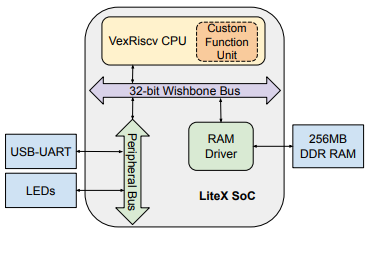 VexRiscv CPU
Custom
Function
Unit
32-bit Wishbone Bus
Peripheral Bus
USB-UART
LEDs
RAM
Driver
256MB
DDR RAM
LiteX SoC